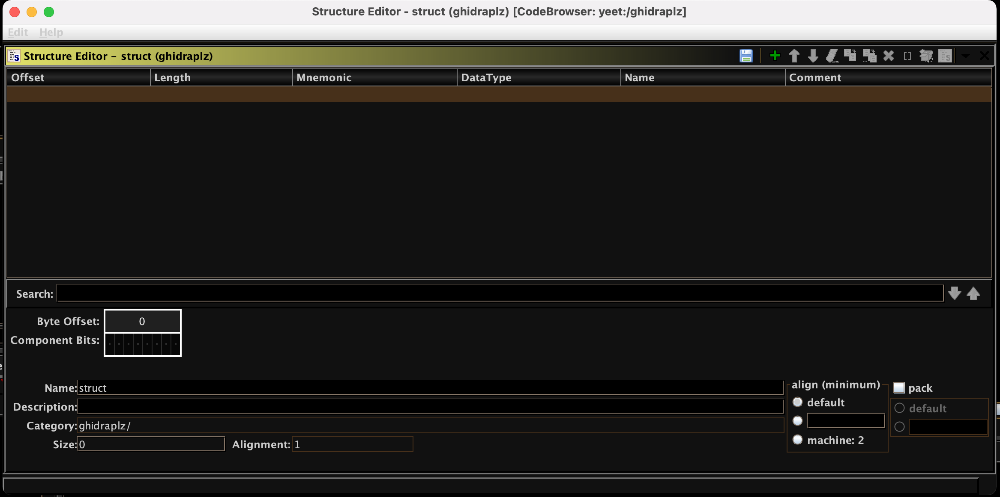 Structure Editor - struct (ghidraplz) [CodeBrowser: yeet:/ghidraplz]
Edit Help
Structure Editor – struct (ghidraplz)
Offset Length Mnemonic DataType Name Comment
Search:
Byte Offset: 0
Component Bits: . . . . . . . .
Name: struct
Description:
Category: ghidraplz/
Size: 0 Alignment: 1
align (minimum)
default
machine: 2
pack
default